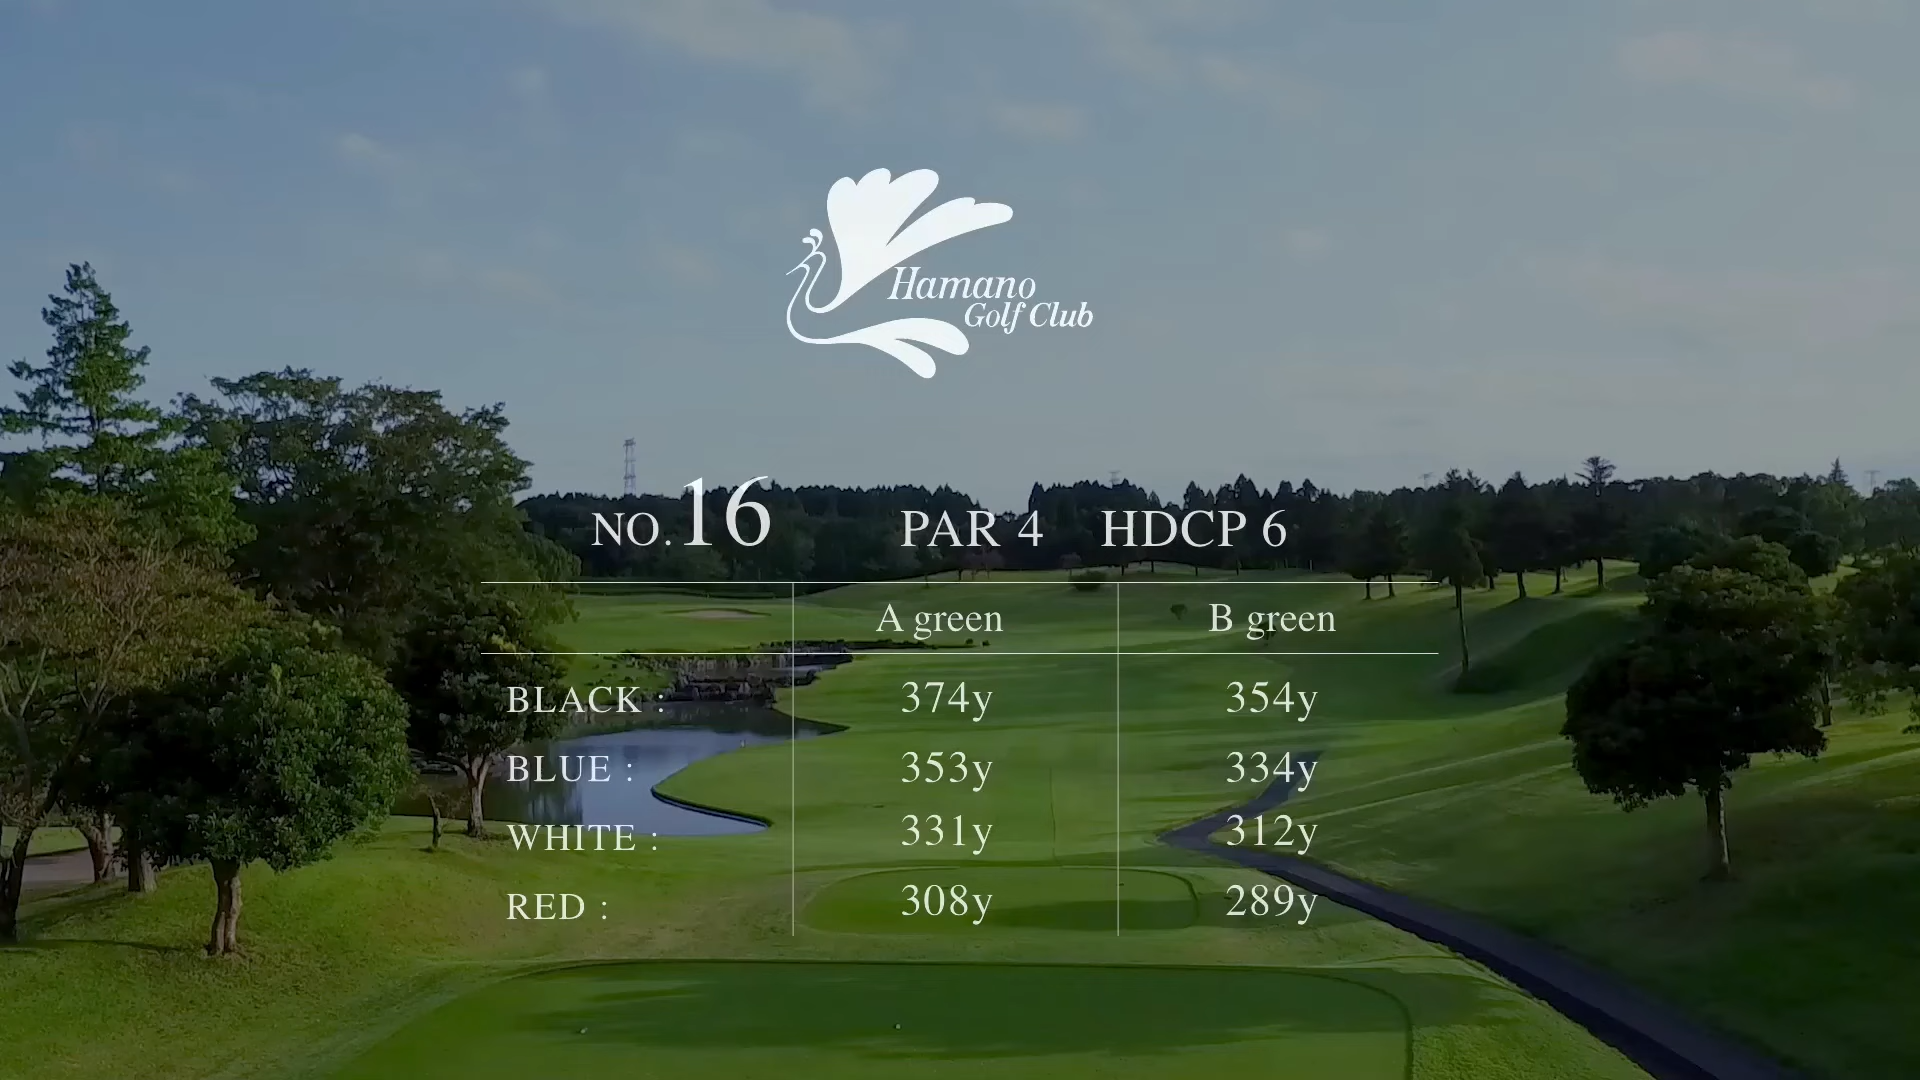 Hamano
Golf Club
NO.16 PAR 4 HDCP 6
A green B green
BLACK : 374y 354y
BLUE : 353y 334y
WHITE : 331y 312y
RED : 308y 289y